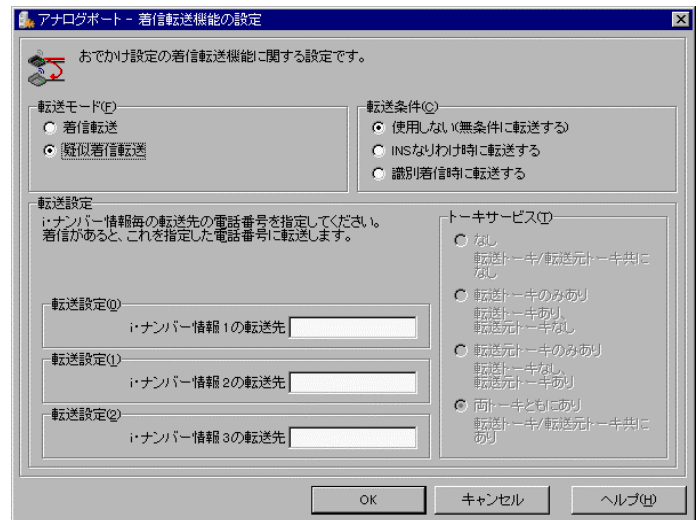 アナログポート - 着信転送機能の設定
おでかけ設定の着信転送機能に関する設定です。
転送モード(F)
着信転送
疑似着信転送
転送条件(C)
使用しない(無条件に転送する)
INSなりわけ時に転送する
識別着信時に転送する
転送設定
i・ナンバー情報毎の転送先の電話番号を指定してください。
着信があると、これを指定した電話番号に転送します。
転送設定(0)
i・ナンバー情報1の転送先
転送設定(1)
i・ナンバー情報2の転送先
転送設定(2)
i・ナンバー情報3の転送先
トーキサービス(T)
なし
転送トーキ/転送元トーキ共に
なし
転送トーキのみあり
転送トーキあり、
転送元トーキなし
転送元トーキのみあり
転送トーキなし、
転送元トーキあり
両トーキともにあり
転送トーキ/転送元トーキ共に
あり
OK
キャンセル
ヘルプ(H)